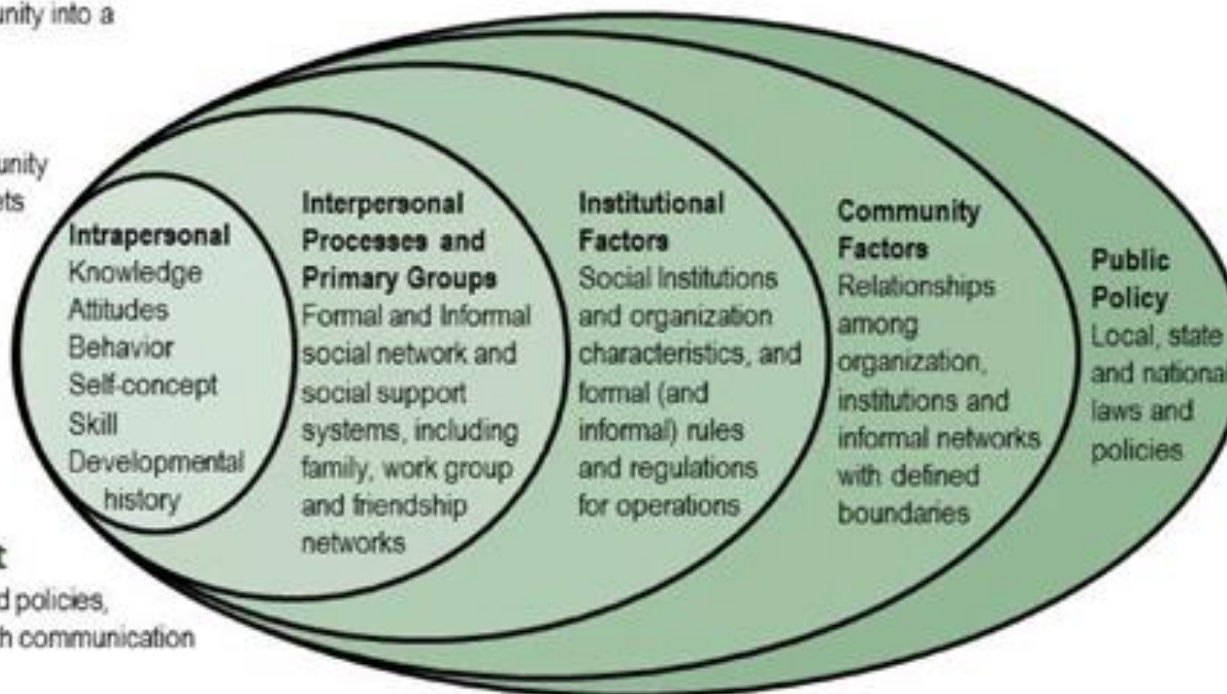 unity into a
unity
ets
Intrapersonal
Knowledge
Attitudes
Behavior
Self-concept
Skill
Developmental
history
Interpersonal
Processes and
Primary Groups
Formal and Informal
social network and
social support
systems, including
family, work group
and friendship
networks
Institutional
Factors
Social Institutions
and organization
characteristics, and
formal (and
informal) rules
and regulations
for operations
Community
Factors
Relationships
among
organization,
institutions and
informal networks
with defined
boundaries
Public
Policy
Local, state
and national
laws and
policies
t
d policies,
h communication